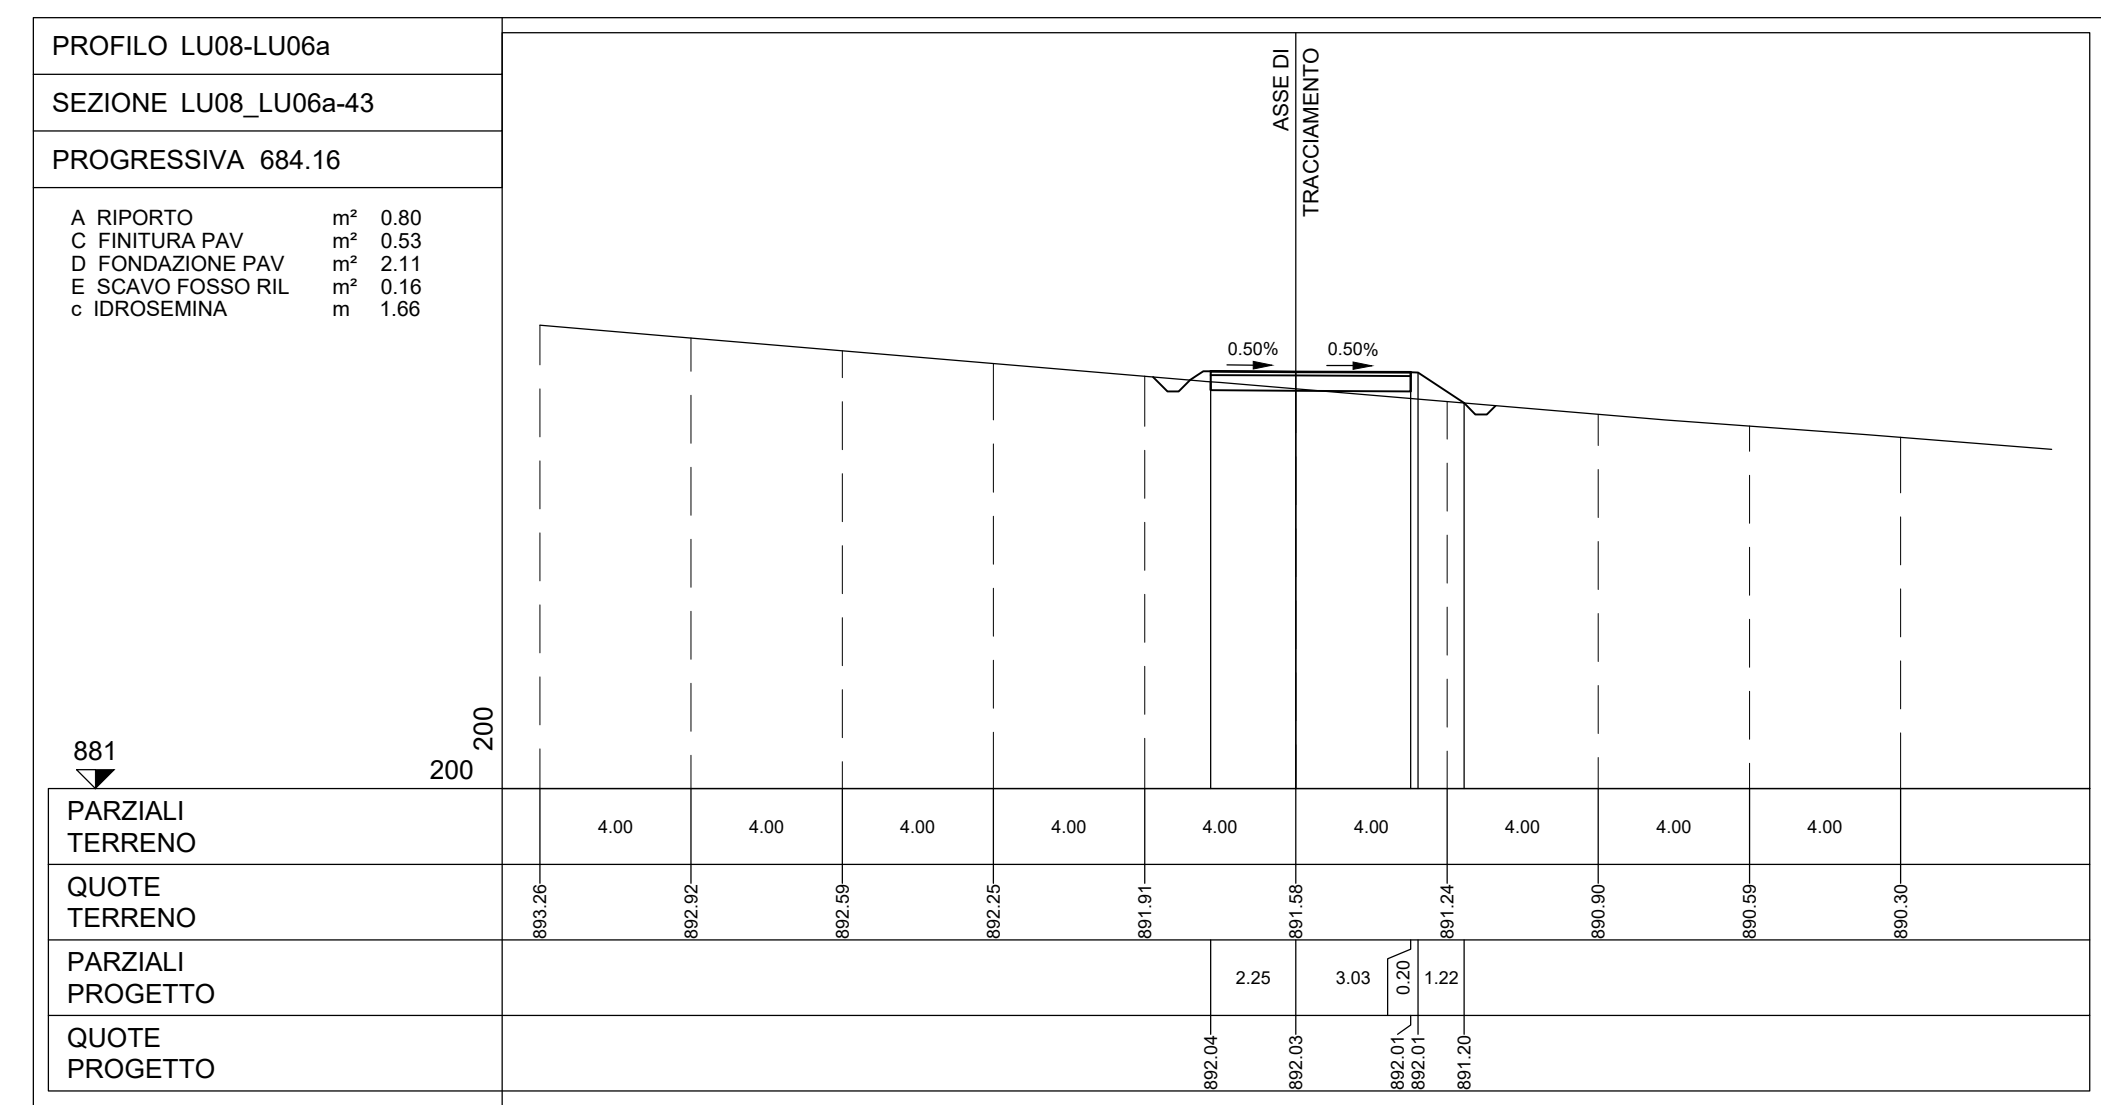 PROFILO LU08-LU06a
SEZIONE LU08_LU06a-43
PROGRESSIVA 684.16
A RIPORTO m² 0.80
C FINITURA PAV m² 0.53
D FONDAZIONE PAV m² 2.11
E SCAVO FOSSO RIL m² 0.16
c IDROSEMINA m 1.66
ASSE DI
TRACCIAMENTO
0.50% 0.50%
881
200
200
PARZIALI
TERRENO
4.00 4.00 4.00 4.00 4.00 4.00 4.00 4.00 4.00
QUOTE
TERRENO
893.26 892.92 892.59 892.25 891.91 891.58 891.24 890.90 890.59 890.30
PARZIALI
PROGETTO
2.25 3.03 0.20 1.22
QUOTE
PROGETTO
892.04 892.03 892.01 892.01 891.20